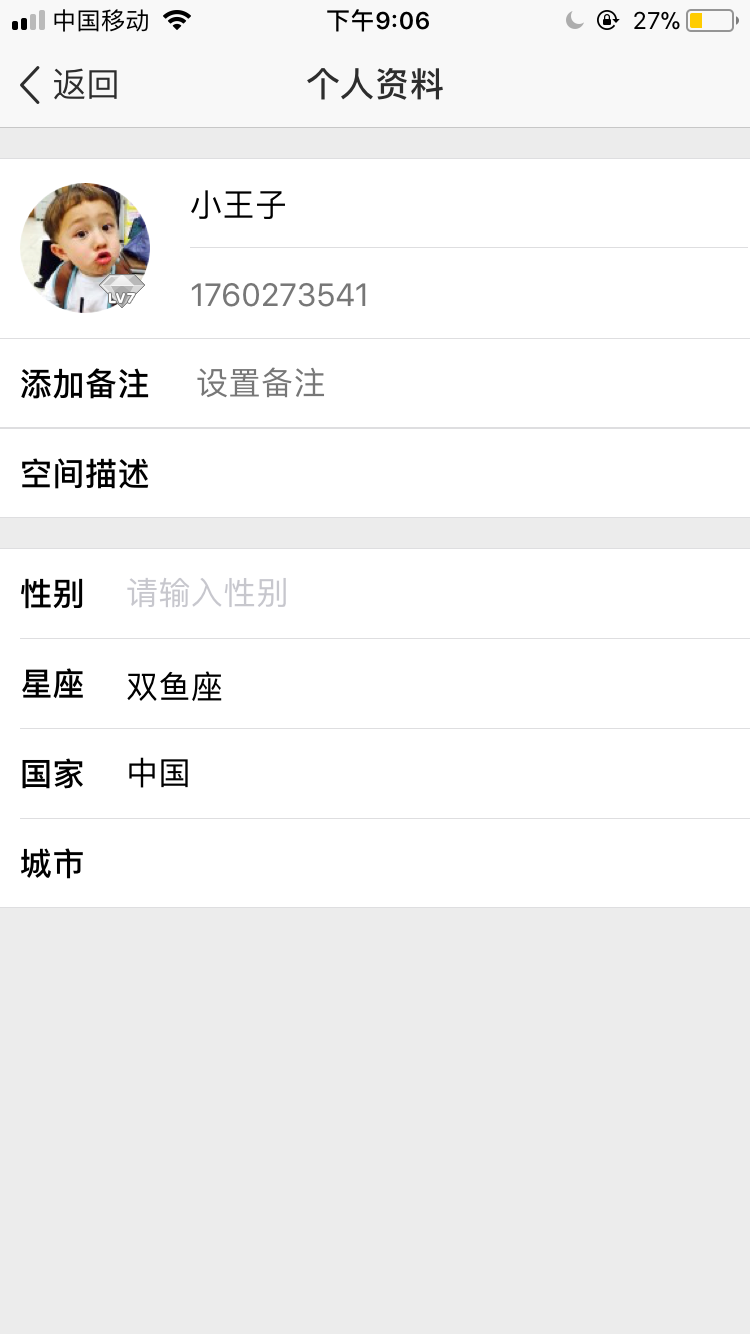 中国移动 下午9:06 27%
返回 个人资料
小王子
LV7
1760273541
添加备注 设置备注
空间描述
性别 请输入性别
星座 双鱼座
国家 中国
城市